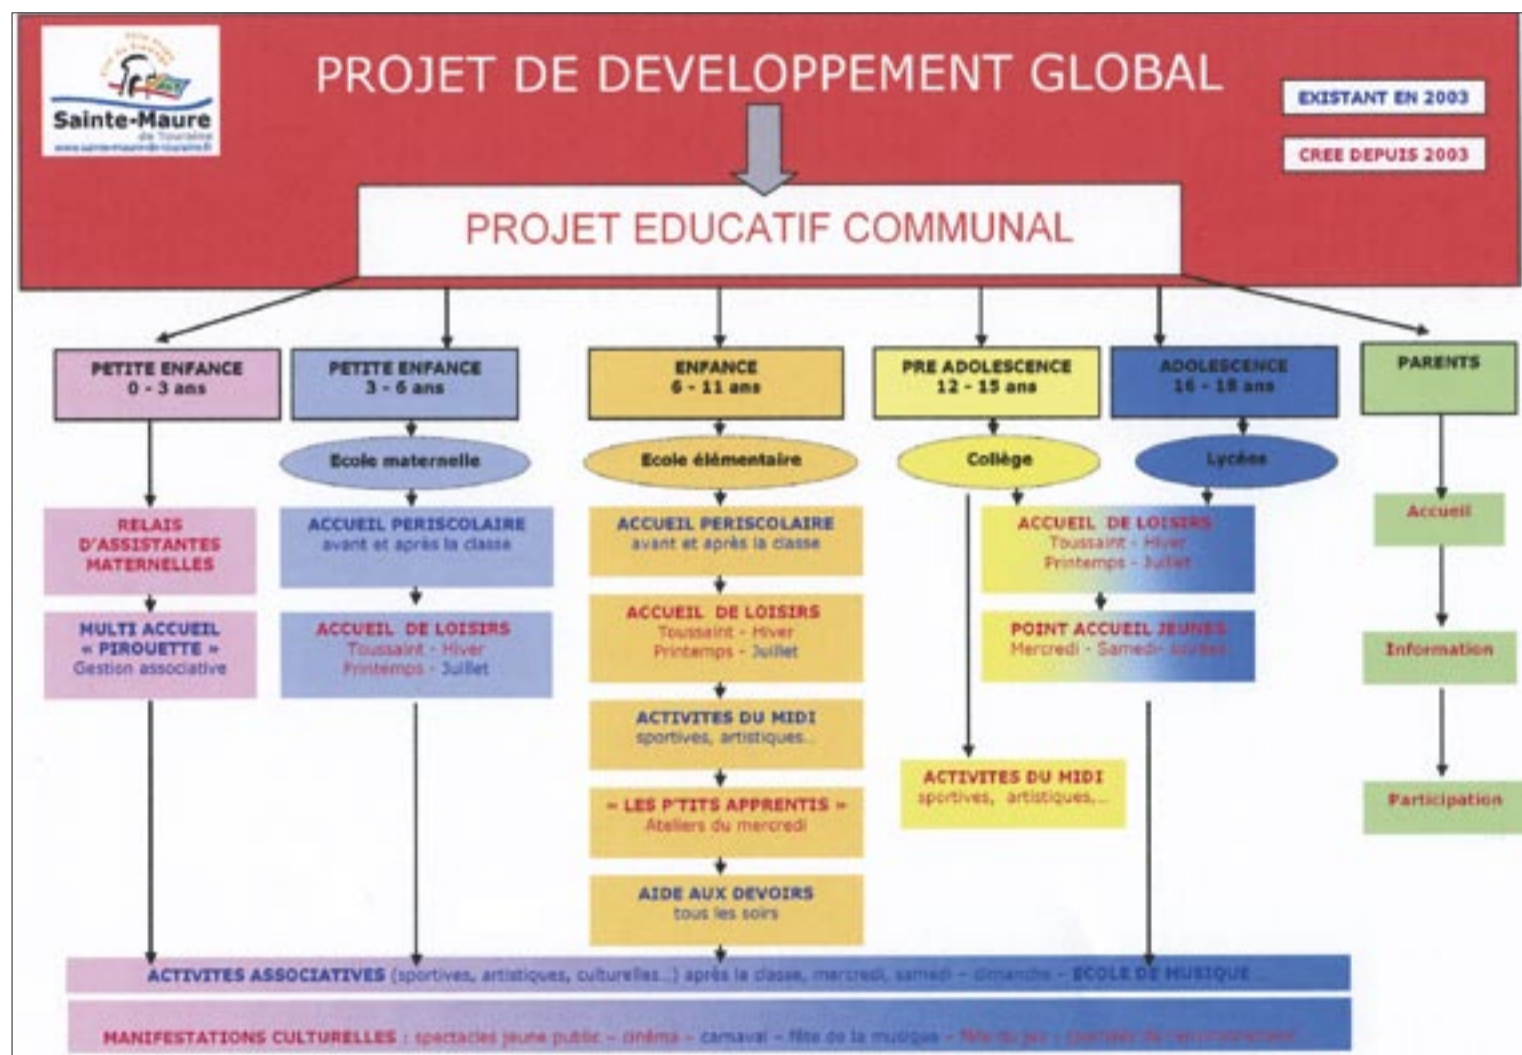 PROJET DE DEVELOPPEMENT GLOBAL
Sainte-Maure
de Touraine
www.sainte-maure-de-touraine.fr
EXISTANT EN 2003
CREE DEPUIS 2003
PROJET EDUCATIF COMMUNAL
PETITE ENFANCE
0 - 3 ans
PETITE ENFANCE
3 - 6 ans
ENFANCE
6 - 11 ans
PRE ADOLESCENCE
12 - 15 ans
ADOLESCENCE
16 - 18 ans
PARENTS
Ecole maternelle
Ecole élémentaire
Collège
Lycées
RELAIS
D'ASSISTANTES
MATERNELLES
ACCUEIL PERISCOLAIRE
avant et après la classe
ACCUEIL PERISCOLAIRE
avant et après la classe
ACCUEIL DE LOISIRS
Toussaint - Hiver
Printemps - Juillet
Accueil
MULTI ACCUEIL
« PIROUETTE »
Gestion associative
ACCUEIL DE LOISIRS
Toussaint - Hiver
Printemps - Juillet
ACCUEIL DE LOISIRS
Toussaint - Hiver
Printemps - Juillet
POINT ACCUEIL JEUNES
Mercredi - Samedi-
Information
ACTIVITES DU MIDI
sportives, artistiques...
« LES P'TITS APPRENTIS »
Ateliers du mercredi
ACTIVITES DU MIDI
sportives, artistiques,...
Participation
AIDE AUX DEVOIRS
tous les soirs
ACTIVITES ASSOCIATIVES (sportives, artistiques, culturelles...) après la classe, mercredi, samedi – dimanche – ECOLE DE MUSIQUE ...
MANIFESTATIONS CULTURELLES : spectacles jeune public – cinéma – carnaval – fête de la musique – fête du jeu